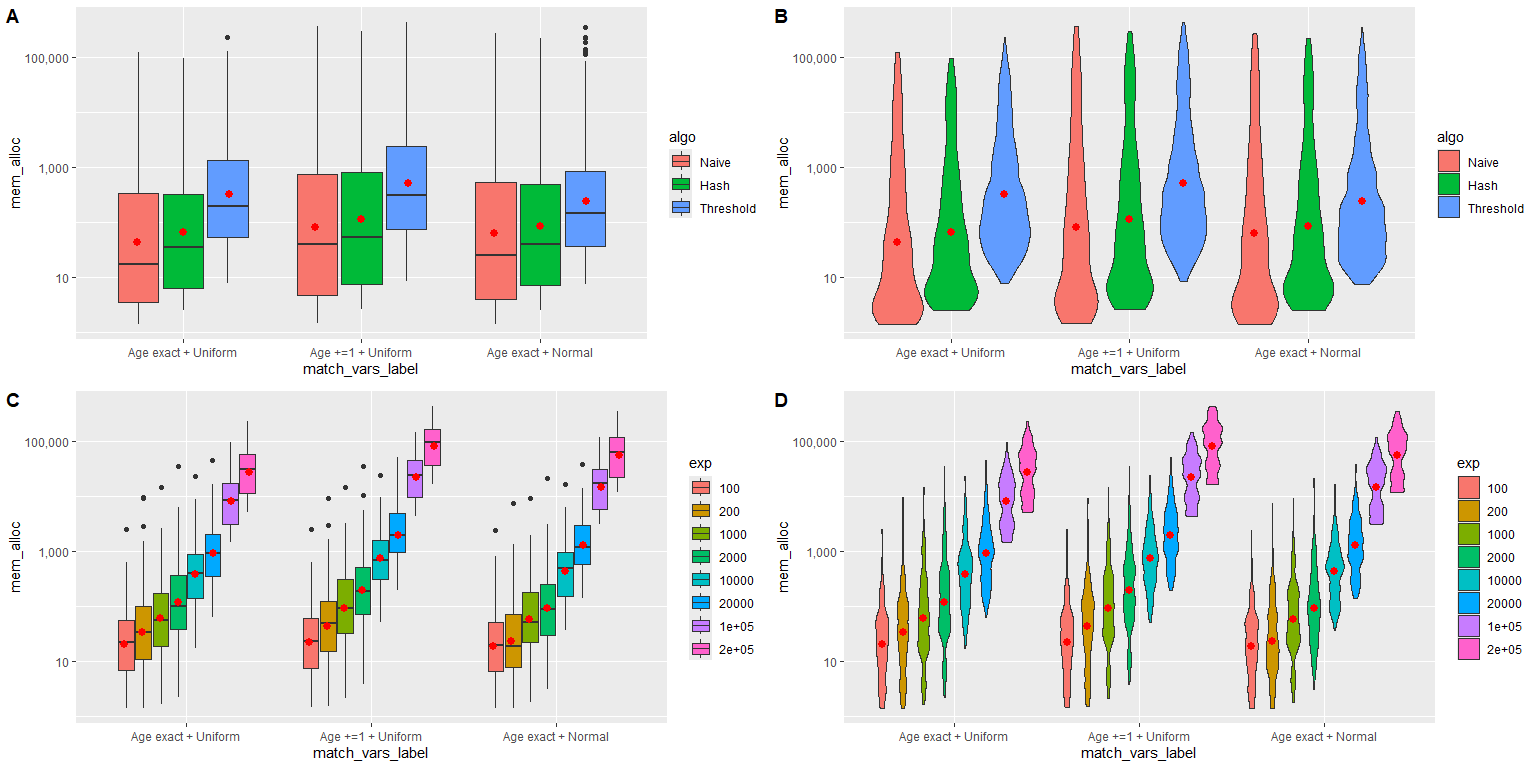 A
mem_alloc
100,000
1,000
10
Age exact + Uniform
Age +=1 + Uniform
Age exact + Normal
match_vars_label
algo
Naive
Hash
Threshold
B
mem_alloc
100,000
1,000
10
Age exact + Uniform
Age +=1 + Uniform
Age exact + Normal
match_vars_label
algo
Naive
Hash
Threshold
C
mem_alloc
100,000
1,000
10
Age exact + Uniform
Age +=1 + Uniform
Age exact + Normal
match_vars_label
exp
100
200
1000
2000
10000
20000
1e+05
2e+05
D
mem_alloc
100,000
1,000
10
Age exact + Uniform
Age +=1 + Uniform
Age exact + Normal
match_vars_label
exp
100
200
1000
2000
10000
20000
1e+05
2e+05